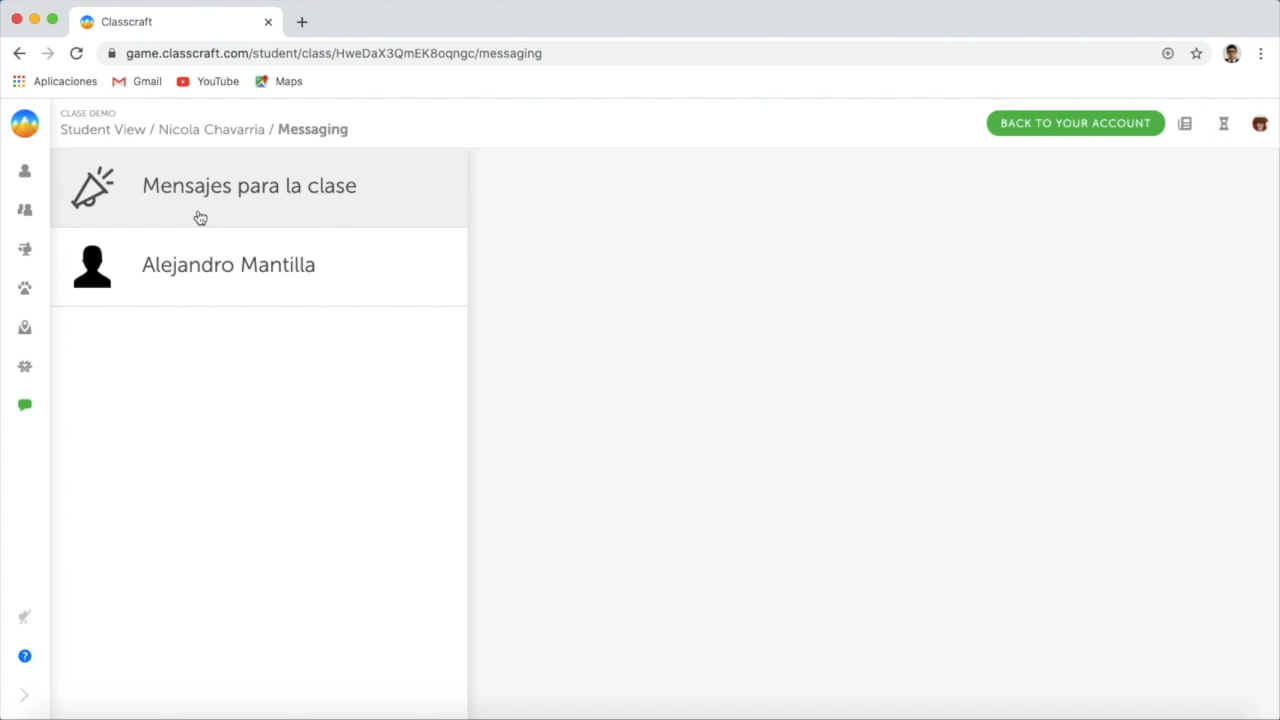 Classcraft
game.classcraft.com/student/class/HweDaX3QmEK8oqngc/messaging
Aplicaciones
Gmail
YouTube
Maps
CLASE DEMO
Student View / Nicola Chavarria / Messaging
BACK TO YOUR ACCOUNT
Mensajes para la clase
Alejandro Mantilla